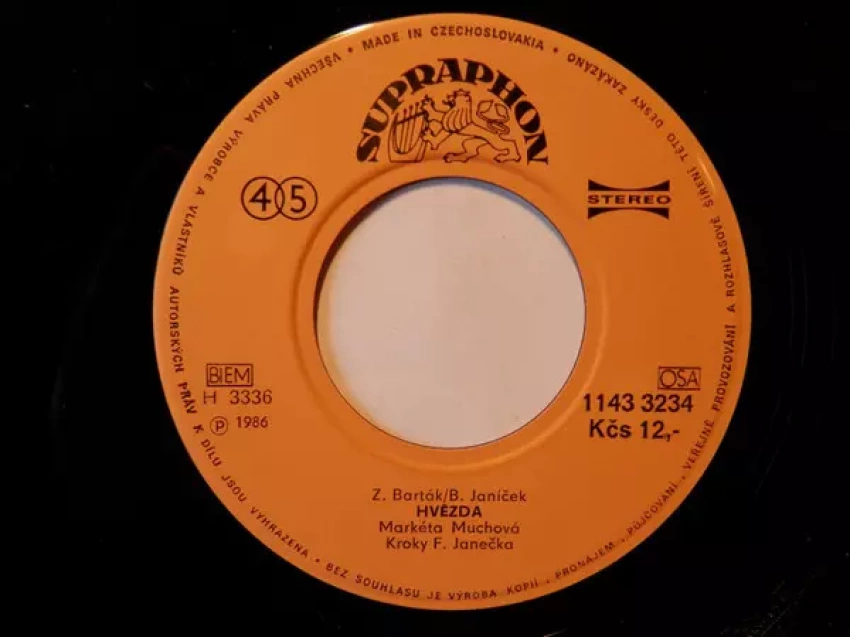 VŠECHNA PRÁVA VÝROBCE A VLASTNÍKŮ AUTORSKÝCH PRÁV K DÍLU JSOU VYHRAZENA • BEZ SOUHLASU JE VÝROBA KOPIÍ, PRONÁJEM, PŮJČOVÁNÍ, VEŘEJNÉ PROVOZOVÁNÍ A ROZHLASOVÉ ŠÍŘENÍ TÉTO DESKY ZAKÁZÁNO • MADE IN CZECHOSLOVAKIA •
SUPRAPHON
45
STEREO
BIEM
H 3336
℗ 1986
OSA
1143 3234
Kčs 12,-
Z. Barták/B. Janíček
HVĚZDA
Markéta Muchová
Kroky F. Janečka